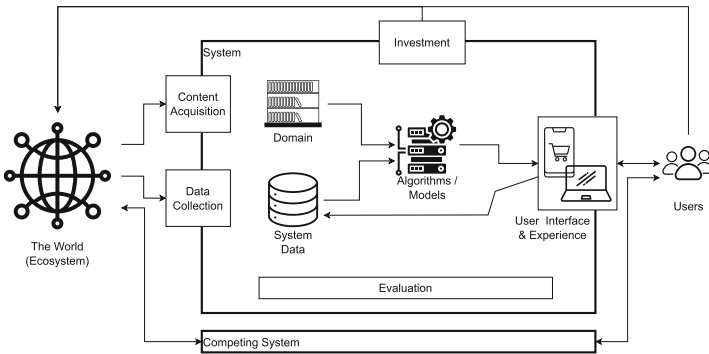 Investment
System
Content
Acquisition
Domain
Algorithms /
Models
Data
Collection
System
Data
User Interface
& Experience
Users
The World
(Ecosystem)
Evaluation
Competing System